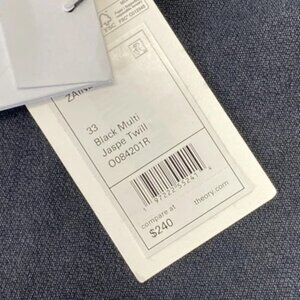 33
Black Multi
Jaspe Twill
O084201R
theory.com
compare at
$240